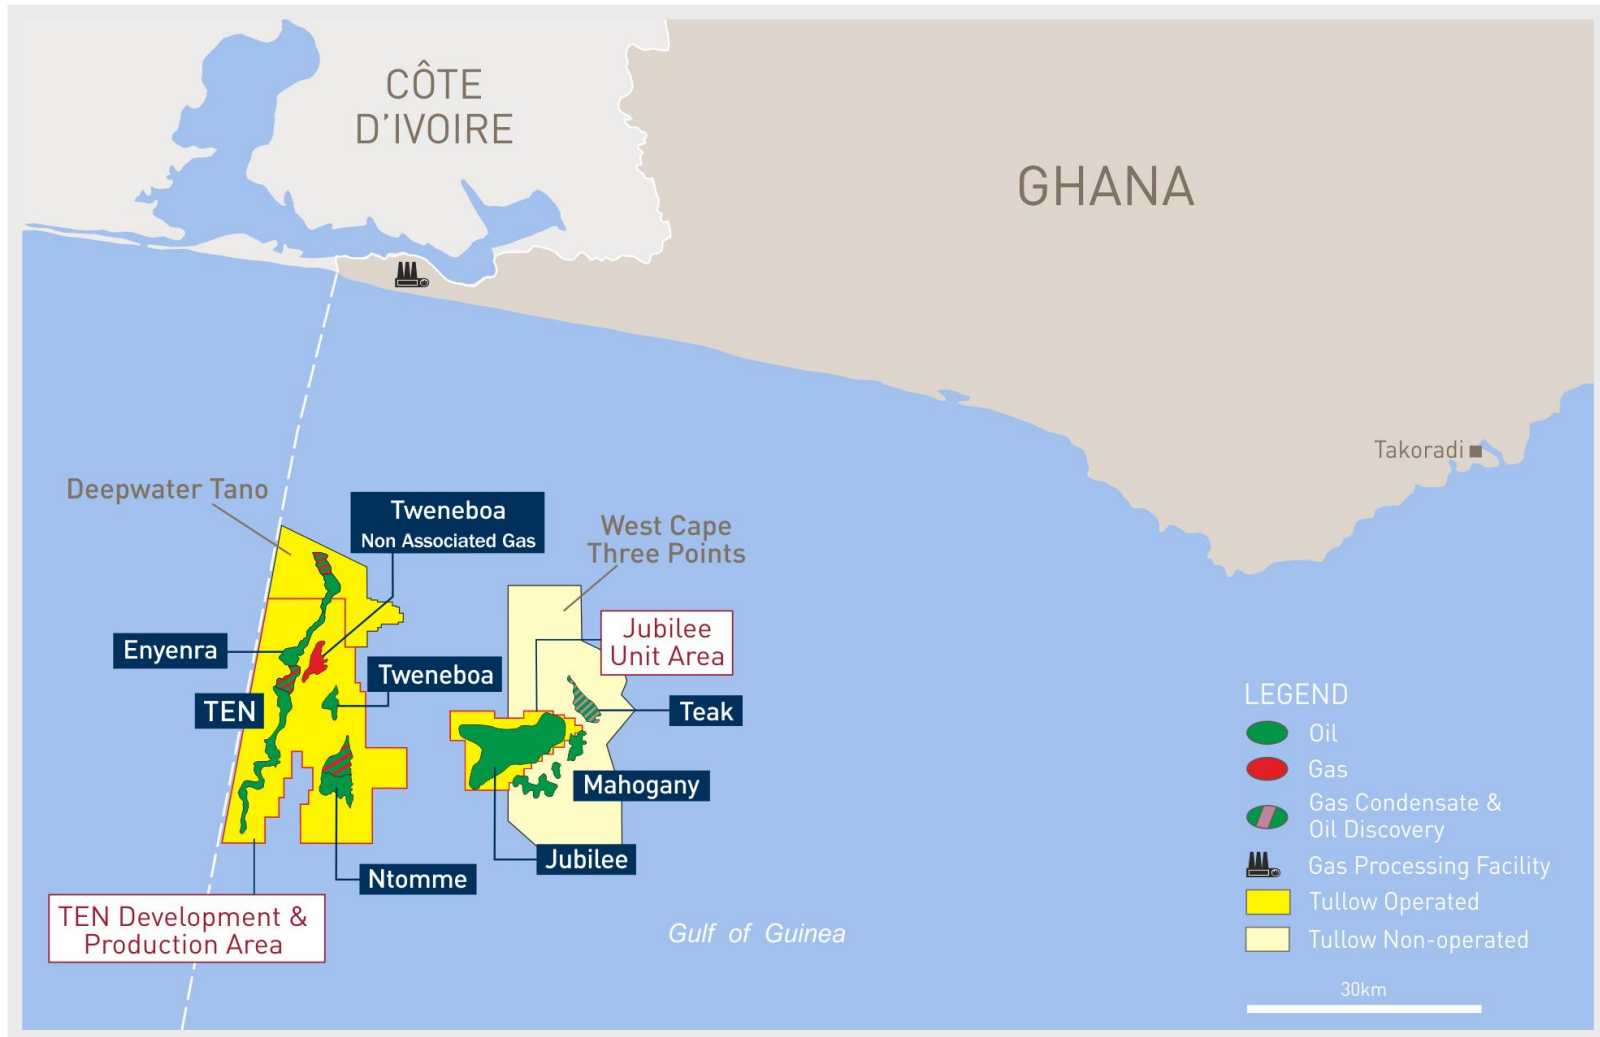 CÔTE
D'IVOIRE
GHANA
Takoradi
Deepwater Tano
Tweneboa
Non Associated Gas
West Cape
Three Points
Enyenra
Jubilee
Unit Area
Tweneboa
TEN
Teak
Mahogany
Jubilee
Ntomme
TEN Development &
Production Area
Gulf of Guinea
LEGEND
Oil
Gas
Gas Condensate &
Oil Discovery
Gas Processing Facility
Tullow Operated
Tullow Non-operated
30km